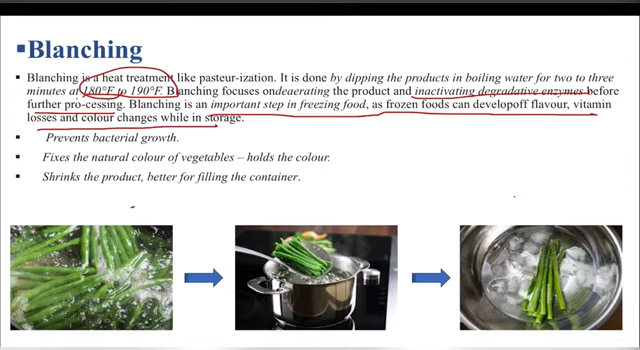 ▪Blanching
▪ Blanching is a heat treatment like pasteur-ization. It is done by dipping the products in boiling water for two to three
minutes at 180°F to 190°F. Blanching focuses ondeaerating the product and inactivating degradative enzymes before
further pro-cessing. Blanching is an important step in freezing food, as frozen foods can developoff flavour, vitamin
losses and colour changes while in storage.
▪ Prevents bacterial growth.
▪ Fixes the natural colour of vegetables – holds the colour.
▪ Shrinks the product, better for filling the container.